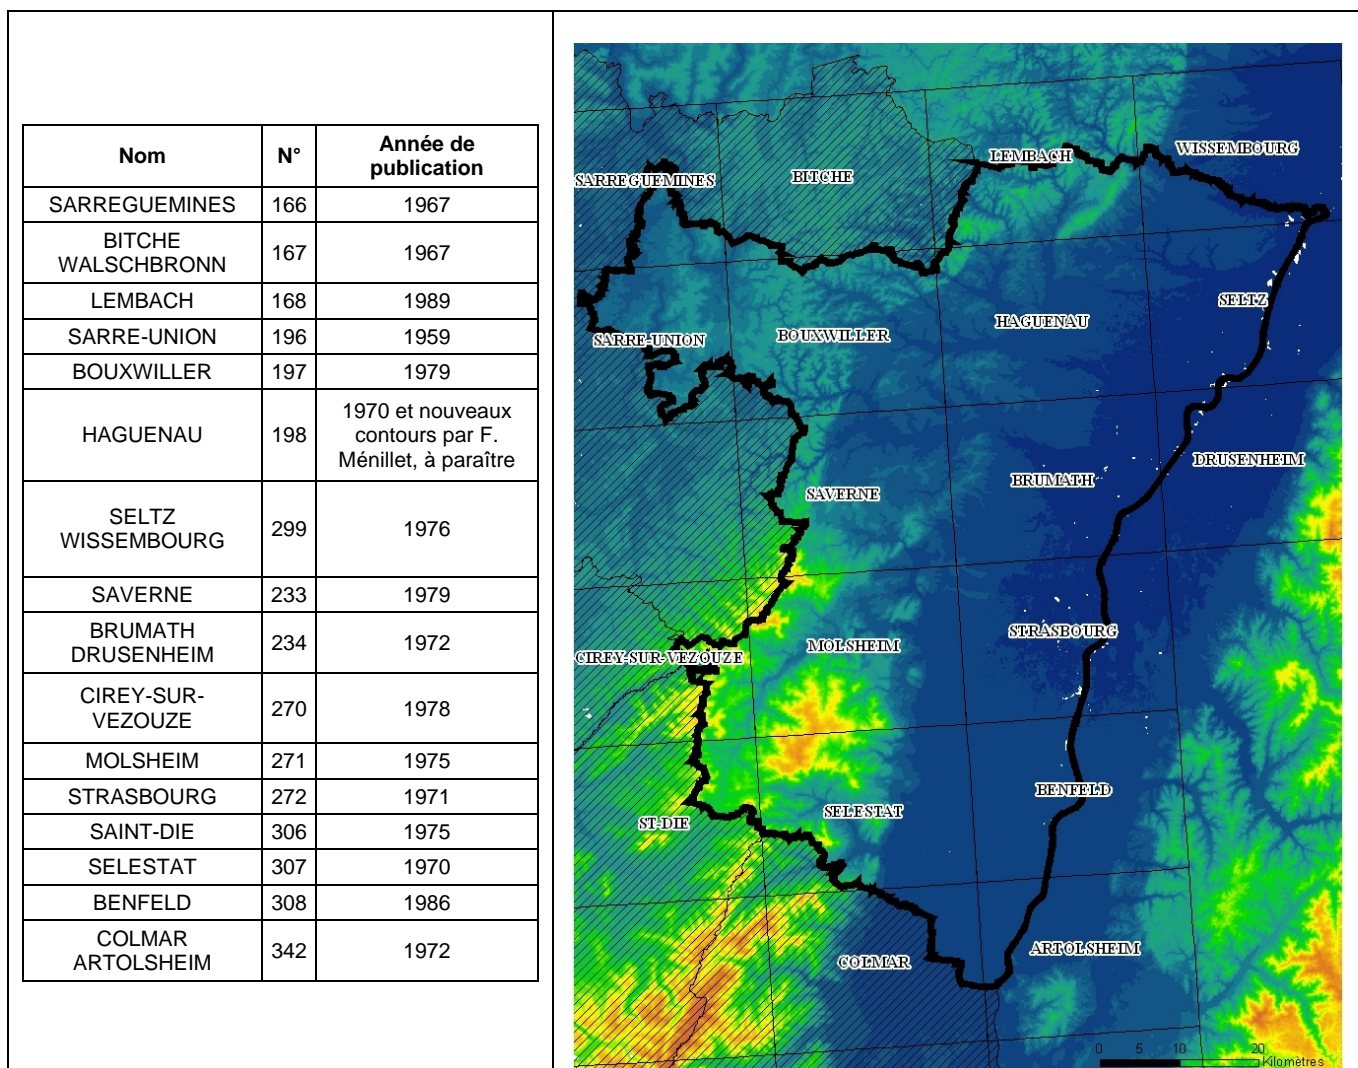 Nom N° Année de
publication
SARREGUEMINES 166 1967
BITCHE
WALSCHBRONN 167 1967
LEMBACH 168 1989
SARRE-UNION 196 1959
BOUXWILLER 197 1979
HAGUENAU 198 1970 et nouveaux
contours par F.
Ménillet, à paraître
SELTZ
WISSEMBOURG 299 1976
SAVERNE 233 1979
BRUMATH
DRUSENHEIM 234 1972
CIREY-SUR-
VEZOUZE 270 1978
MOLSHEIM 271 1975
STRASBOURG 272 1971
SAINT-DIE 306 1975
SELESTAT 307 1970
BENFELD 308 1986
COLMAR
ARTOLSHEIM 342 1972
WISSEMBOURG
LEMBACH
SARREGUEMINES
BITCHE
SELTZ
HAGUENAU
SARRE-UNION
BOUXWILLER
DRUSENHEIM
BRUMATH
SAVERNE
STRASBOURG
MOLSHEIM
CIREY-SUR-VEZOUZE
BENFELD
SELESTAT
ST-DIE
ARTOLSHEIM
COLMAR
0 5 10 20
Kilomètres